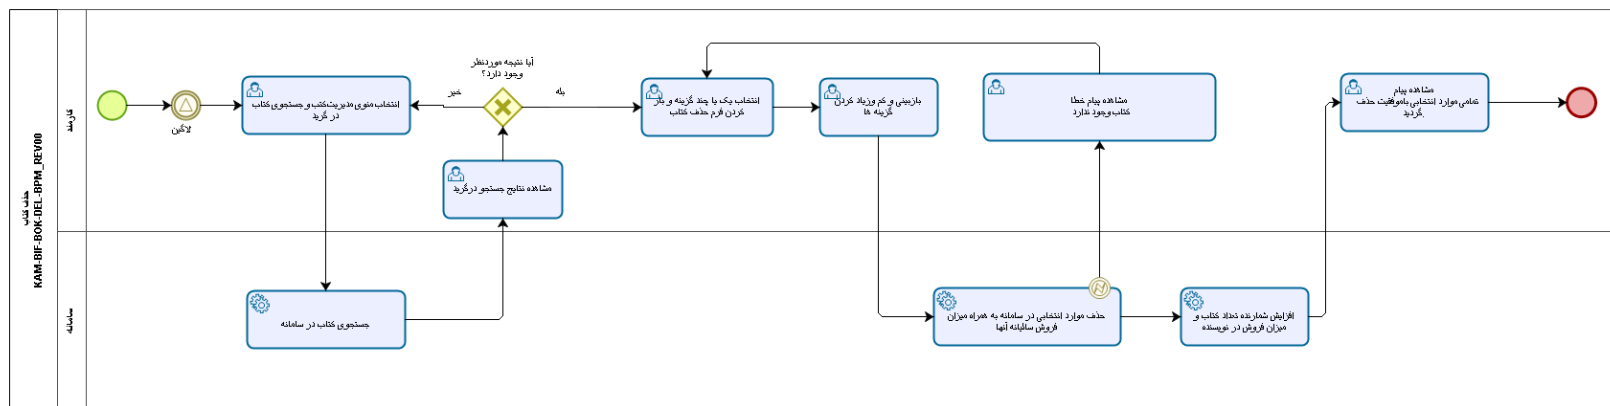 حذف کتاب
KAM-BIF-BOK-DEL-BPM_REV00
کارمند
سامانه
لاگین
انتخاب منوی مدیریت کتب و جستجوی کتاب
در گرید
جستجوی کتاب در سامانه
مشاهده نتایج جستجو در گرید
آیا نتیجه موردنظر
وجود دارد؟
خیر
بله
انتخاب یک یا چند گزینه و باز
کردن فرم حذف کتاب
بازبینی و کم وزیاد کردن
گزینه ها
حذف موارد انتخابی در سامانه به همراه میزان
فروش سالیانه آنها
مشاهده پیام خطا
کتاب وجود ندارد
افزایش شمارنده تعداد کتاب و
میزان فروش در نویسنده
مشاهده پیام
تمامی موارد انتخابی باموفقیت حذف
گردید.